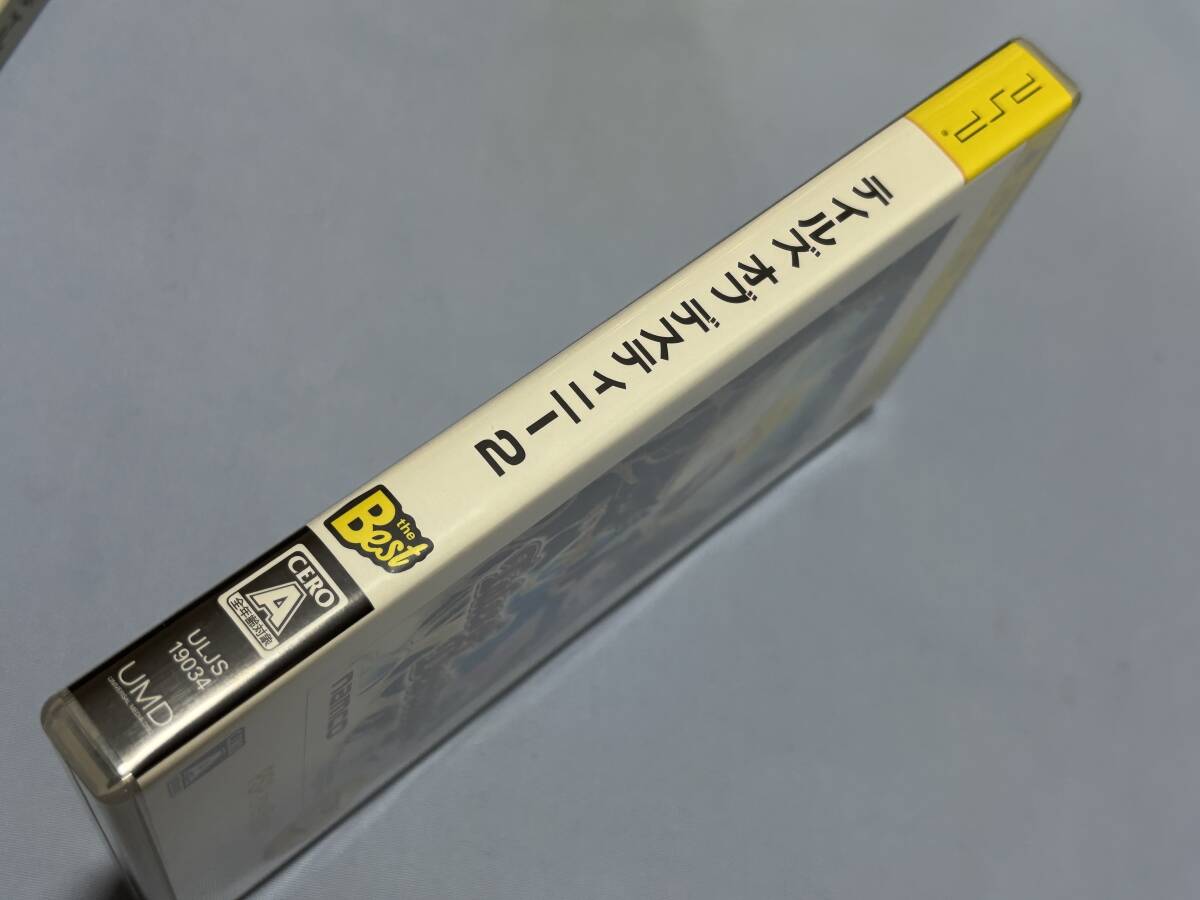 テイルズ オブ デスティニー 2
the
Best
CERO
A
全年齢対象
ULJS
19034
UMD
namco